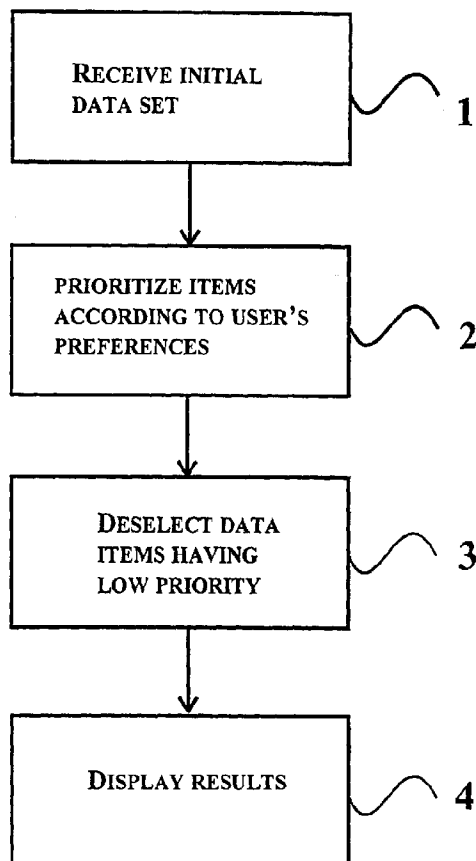 RECEIVE INITIAL
DATA SET
1
PRIORITIZE ITEMS
ACCORDING TO USER'S
PREFERENCES
2
DESELECT DATA
ITEMS HAVING
LOW PRIORITY
3
DISPLAY RESULTS
4